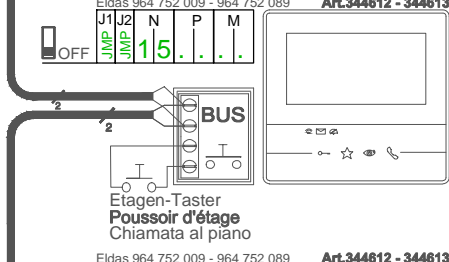 Eldas 964 752 009 - 964 752 089 Art.344612 - 344613
J1 J2 N P M
OFF JMP JMP 1 5 . . . .
2
2
BUS
Etagen-Taster
Poussoir d'étage
Chiamata al piano
Eldas 964 752 009 - 964 752 089 Art.344612 - 344613